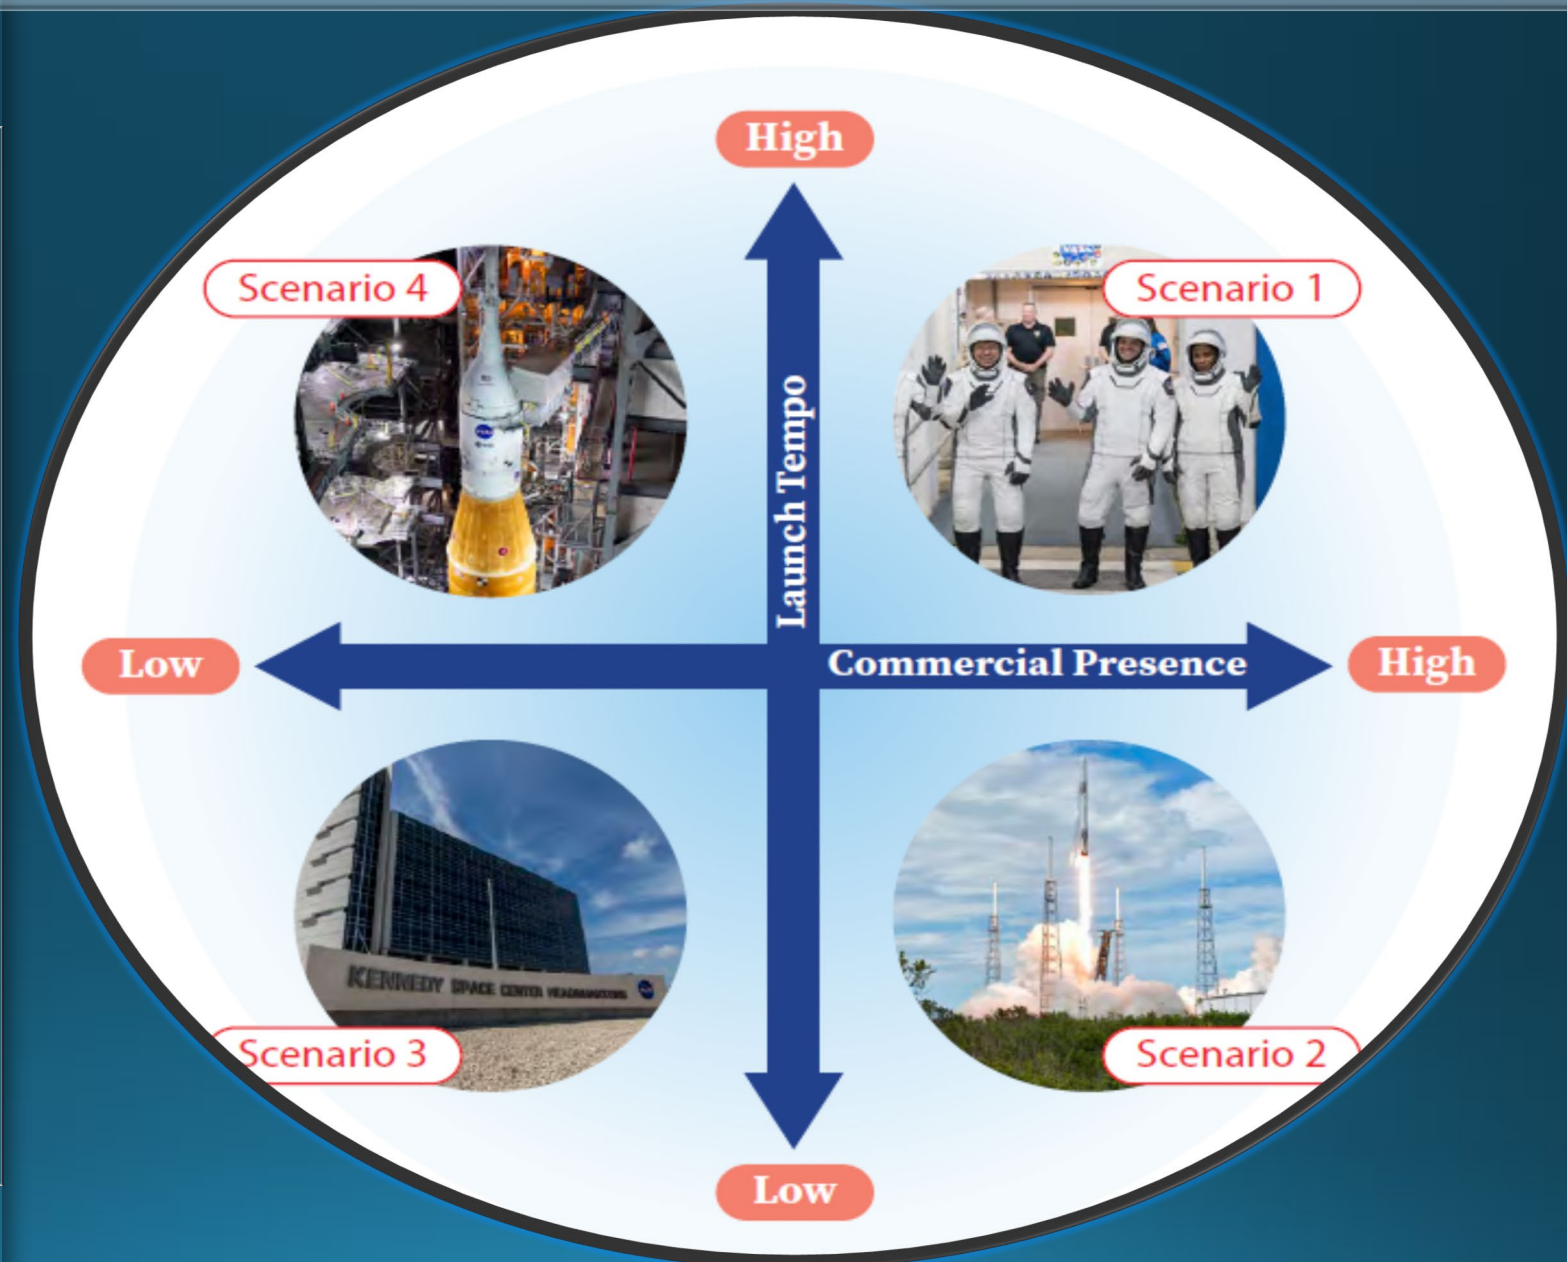 High
Scenario 4
Scenario 1
Launch Tempo
Low
Commercial Presence
High
KENNEDY SPACE CENTER HEADQUARTERS
Scenario 3
Scenario 2
Low